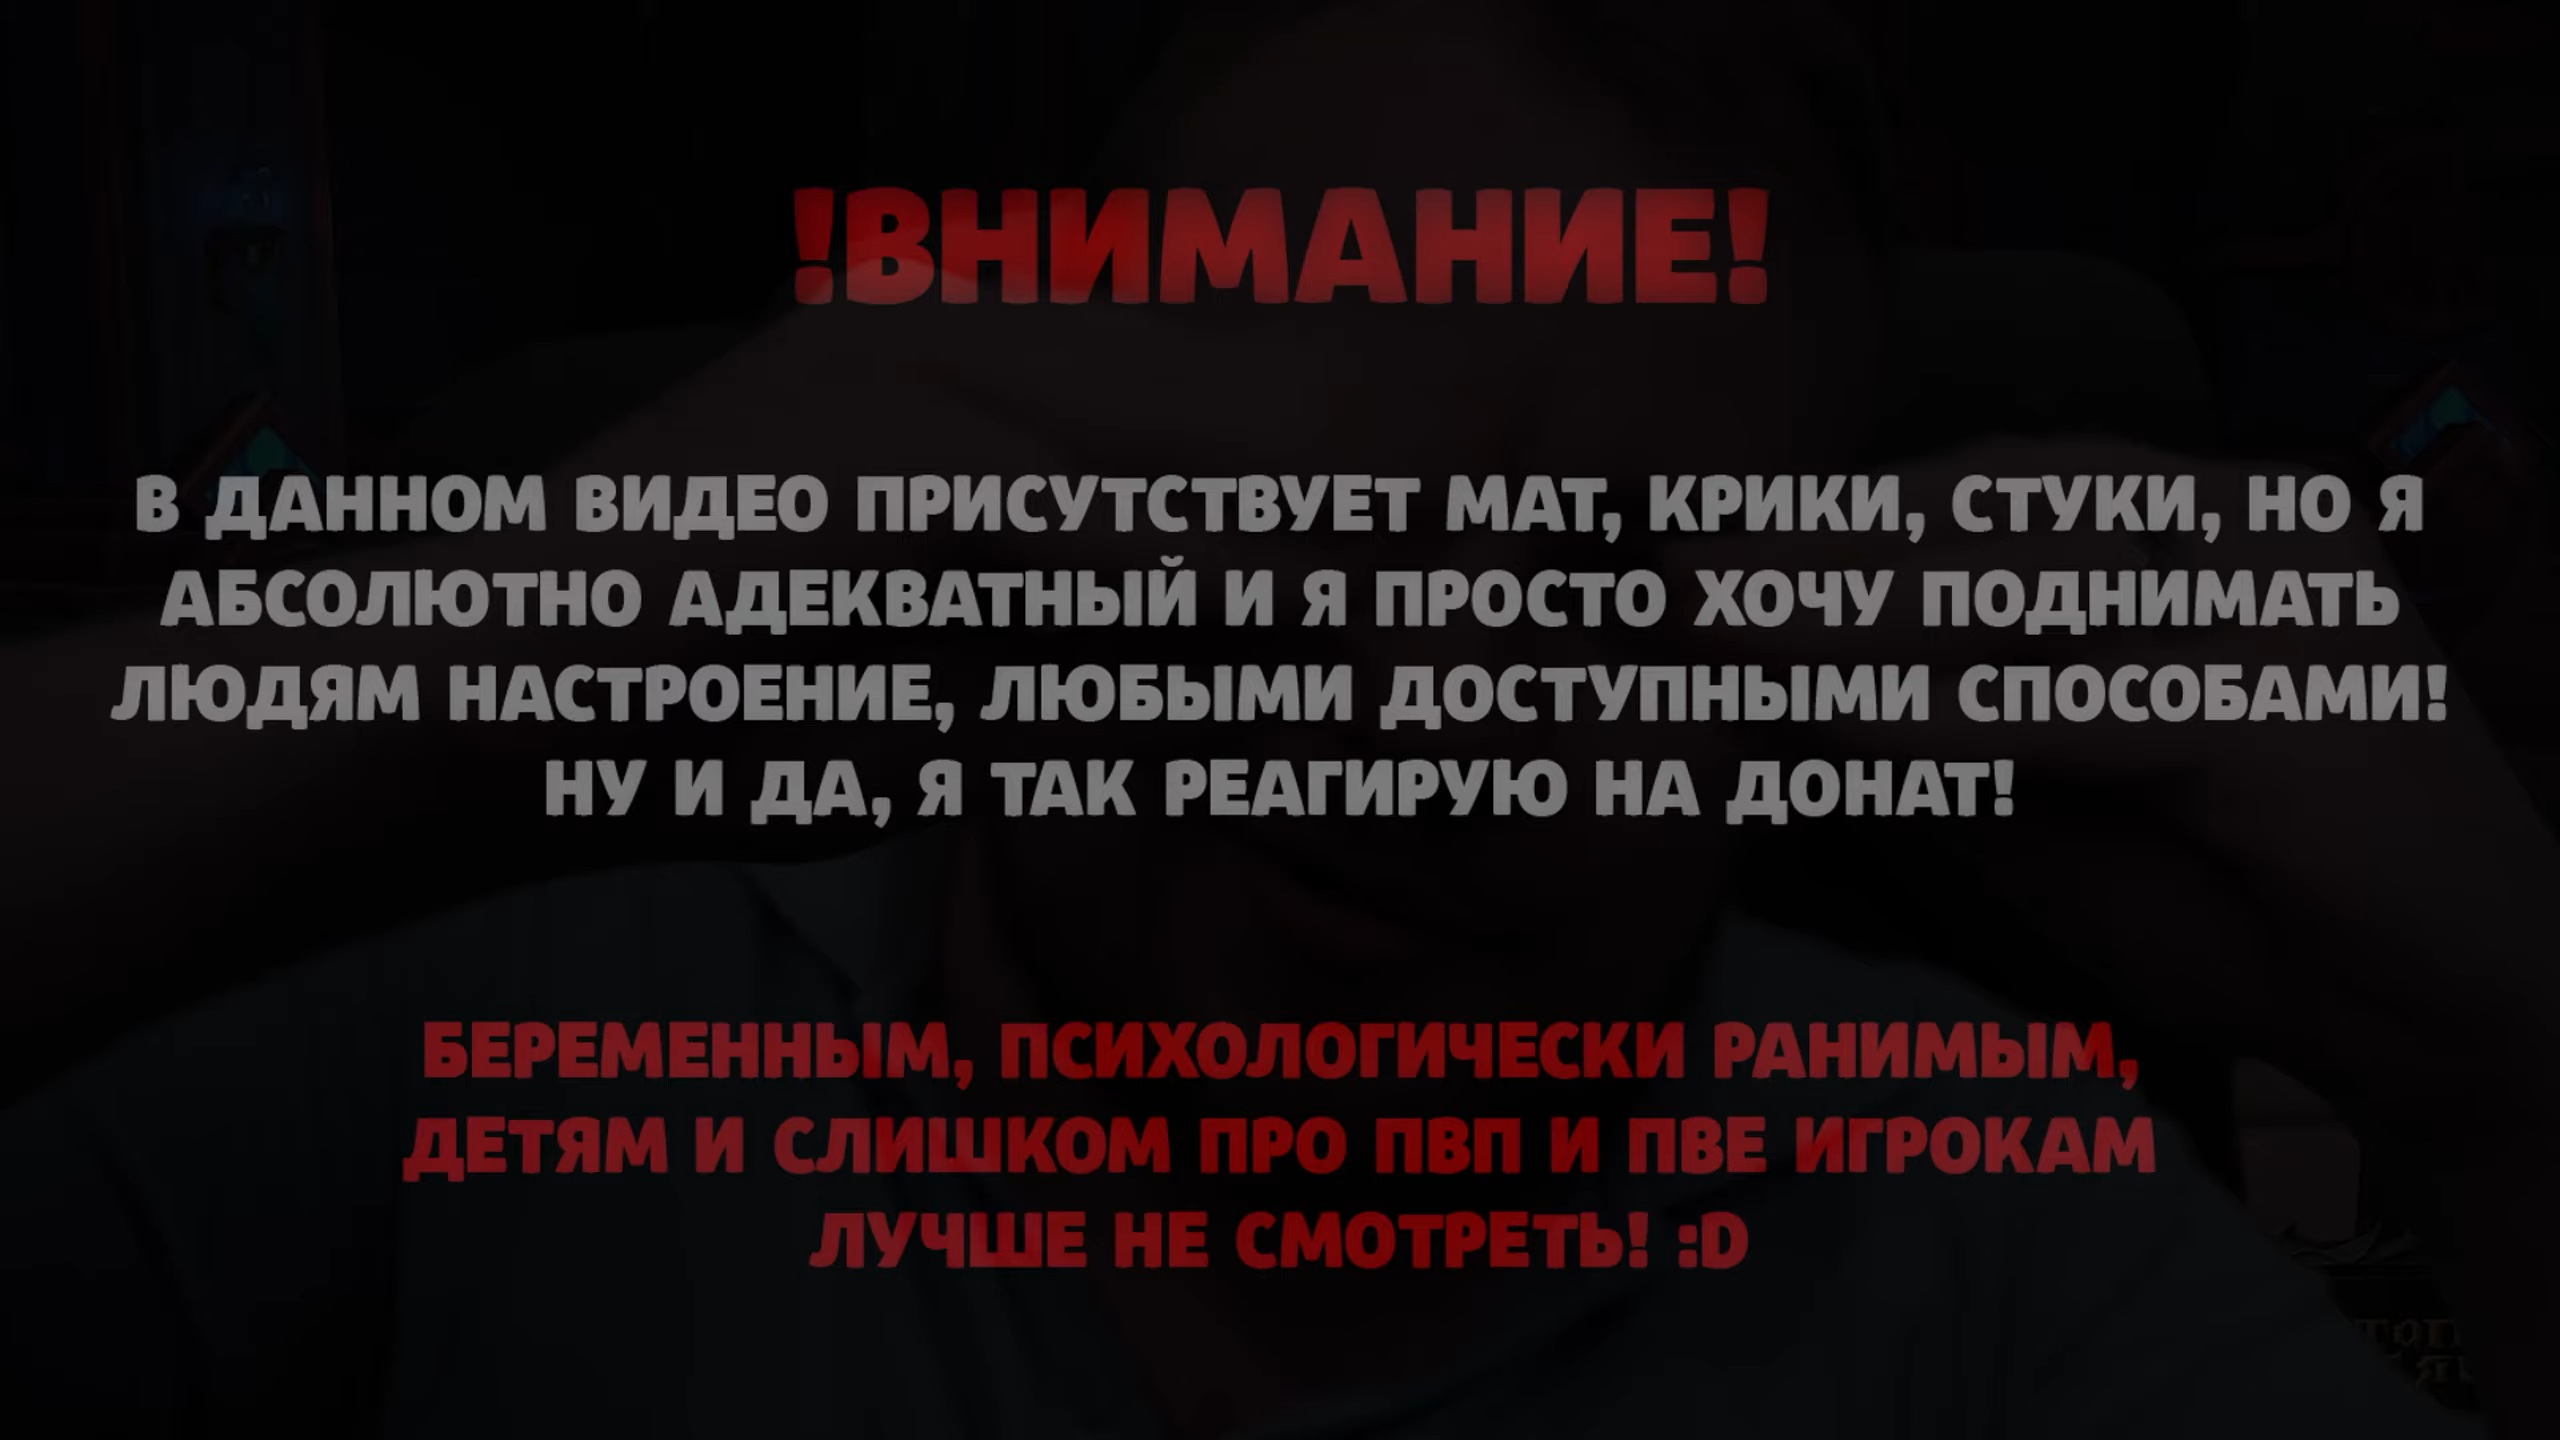 !ВНИМАНИЕ!
В ДАННОМ ВИДЕО ПРИСУТСТВУЕТ МАТ, КРИКИ, СТУКИ, НО Я
АБСОЛЮТНО АДЕКВАТНЫЙ И Я ПРОСТО ХОЧУ ПОДНИМАТЬ
ЛЮДЯМ НАСТРОЕНИЕ, ЛЮБЫМИ ДОСТУПНЫМИ СПОСОБАМИ!
НУ И ДА, Я ТАК РЕАГИРУЮ НА ДОНАТ!
БЕРЕМЕННЫМ, ПСИХОЛОГИЧЕСКИ РАНИМЫМ,
ДЕТЯМ И СЛИШКОМ ПРО ПВП И ПВЕ ИГРОКАМ
ЛУЧШЕ НЕ СМОТРЕТЬ! :D